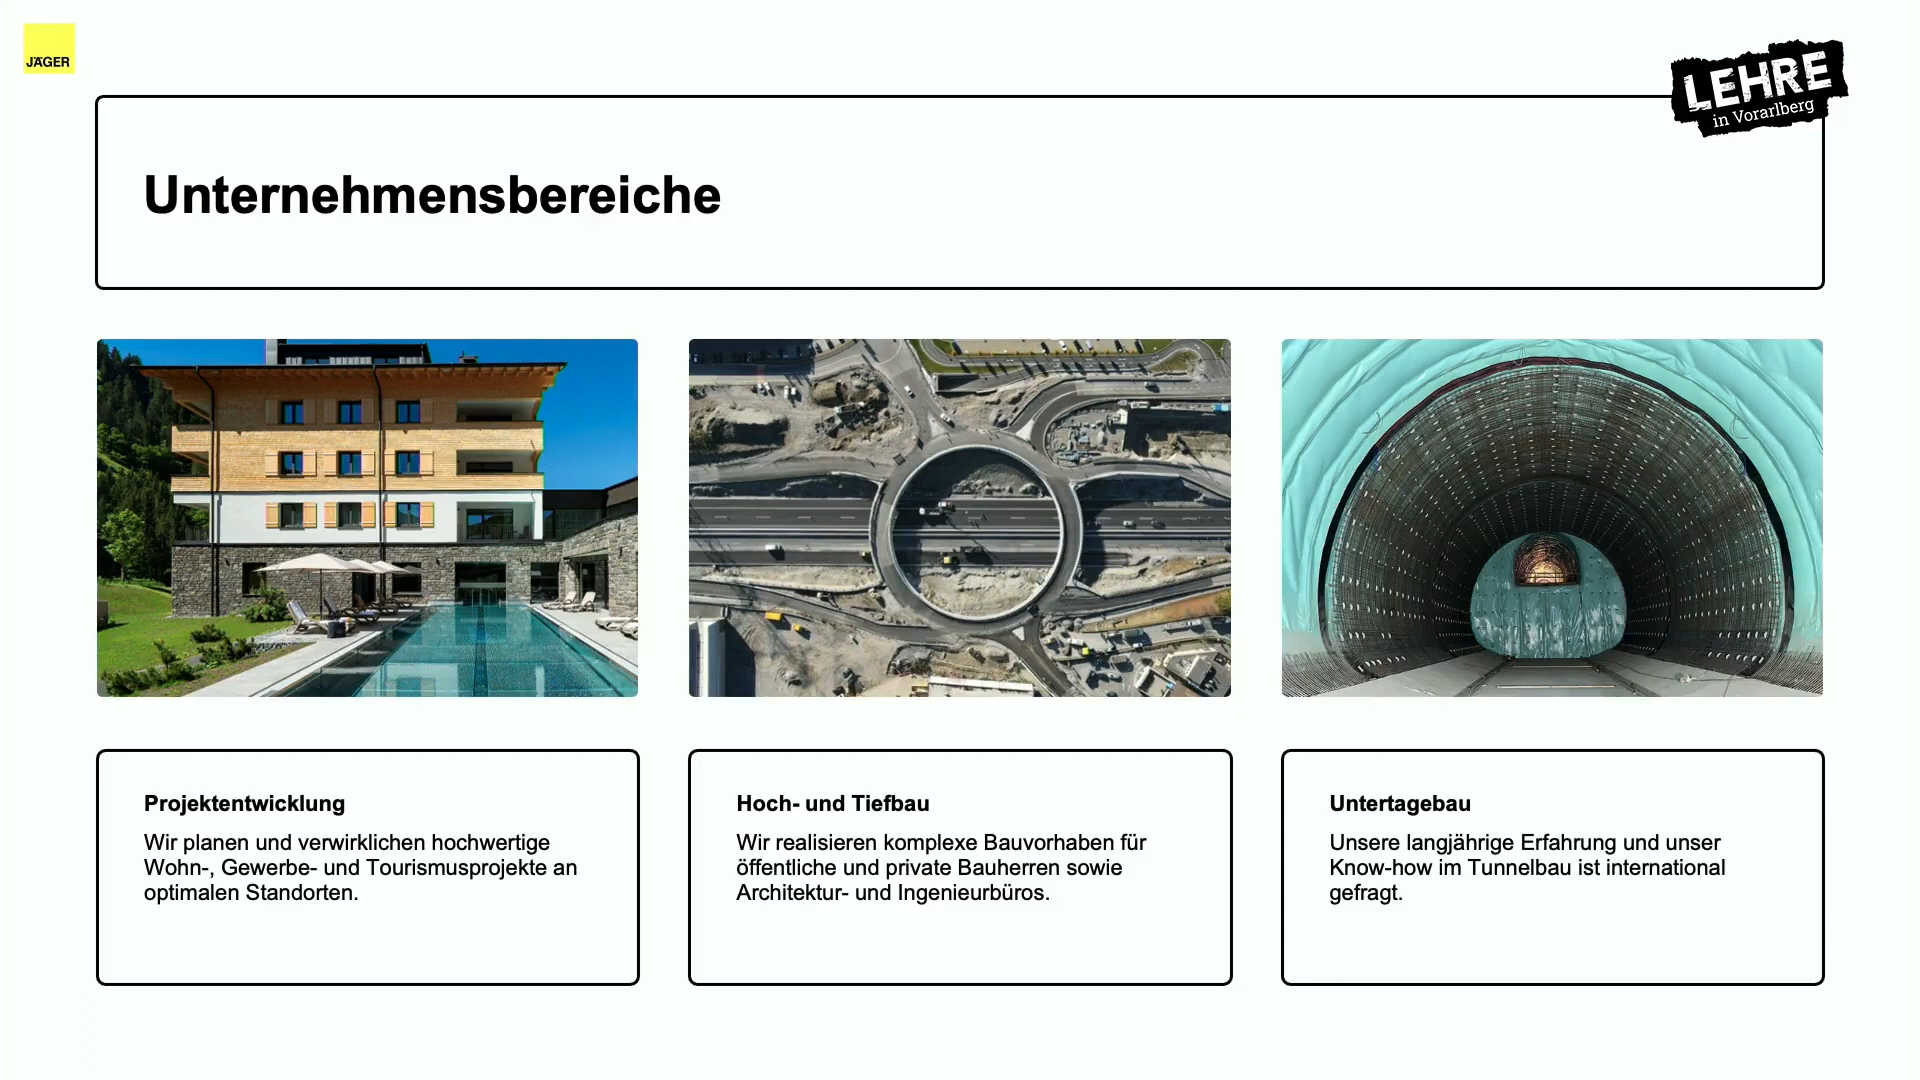 JÄGER
LEHRE
in Vorarlberg
Unternehmensbereiche
Projektentwicklung
Wir planen und verwirklichen hochwertige
Wohn-, Gewerbe- und Tourismusprojekte an
optimalen Standorten.
Hoch- und Tiefbau
Wir realisieren komplexe Bauvorhaben für
öffentliche und private Bauherren sowie
Architektur- und Ingenieurbüros.
Untertagebau
Unsere langjährige Erfahrung und unser
Know-how im Tunnelbau ist international
gefragt.